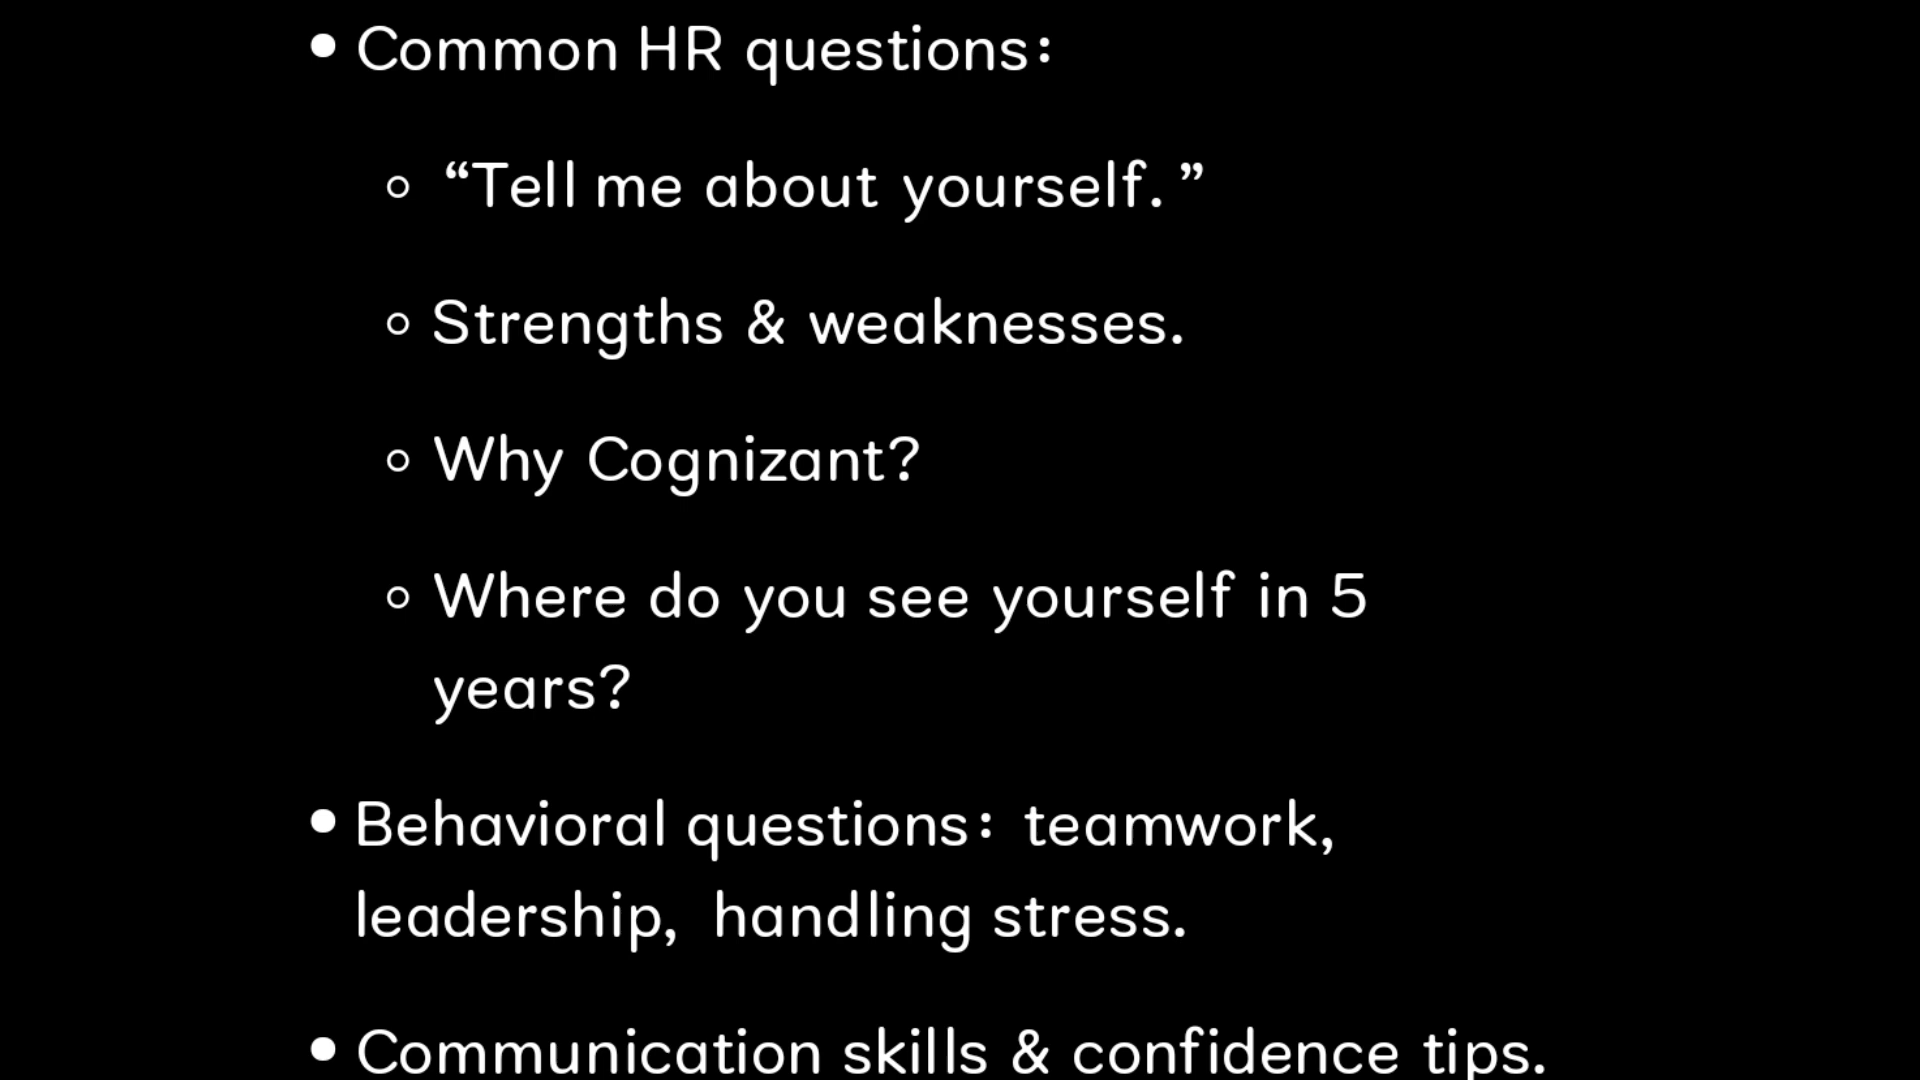 • Common HR questions:
○ “Tell me about yourself. ”
○ Strengths & weaknesses.
○ Why Cognizant?
○ Where do you see yourself in 5
years?
• Behavioral questions: teamwork,
leadership, handling stress.
• Communication skills & confidence tips.